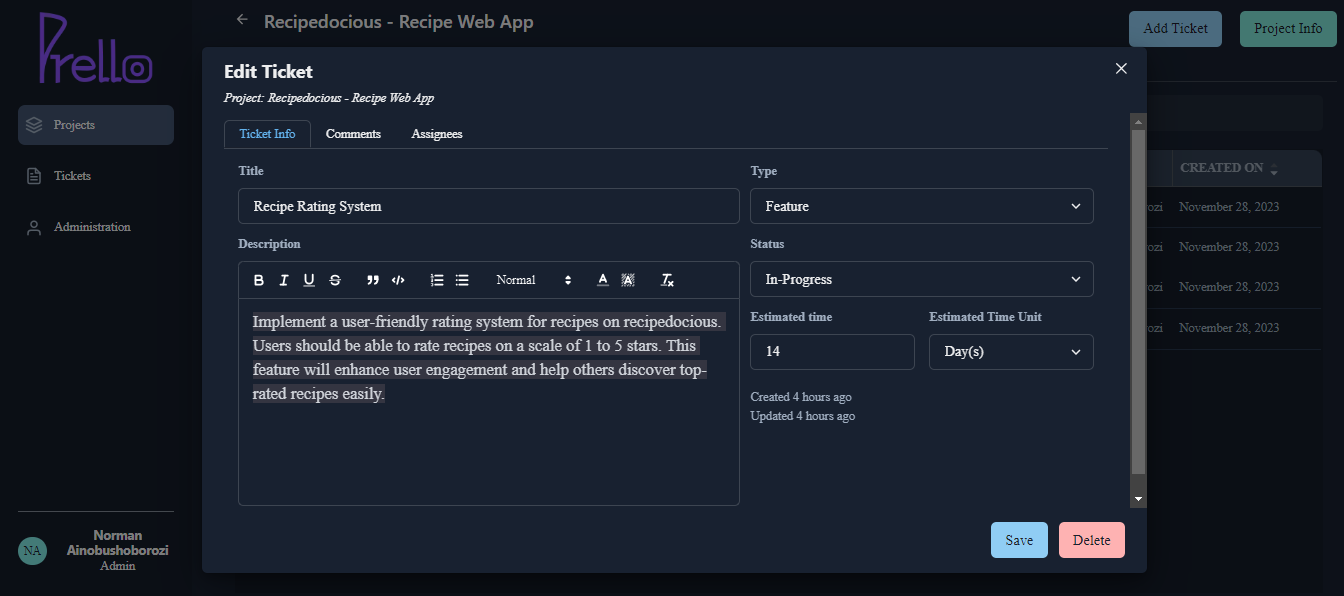 Prello
Projects
Tickets
Administration
Norman
Ainobushoborozi
Admin
NA
Recipedocious - Recipe Web App
Add Ticket
Project Info
Edit Ticket
Project: Recipedocious - Recipe Web App
Ticket Info
Comments
Assignees
Title
Recipe Rating System
Description
B I U S Normal A A Tx
Implement a user-friendly rating system for recipes on recipedocious.
Users should be able to rate recipes on a scale of 1 to 5 stars. This
feature will enhance user engagement and help others discover top-
rated recipes easily.
Type
Feature
Status
In-Progress
Estimated time
14
Estimated Time Unit
Day(s)
Created 4 hours ago
Updated 4 hours ago
Save
Delete
CREATED ON
ozi November 28, 2023
ozi November 28, 2023
ozi November 28, 2023
ozi November 28, 2023